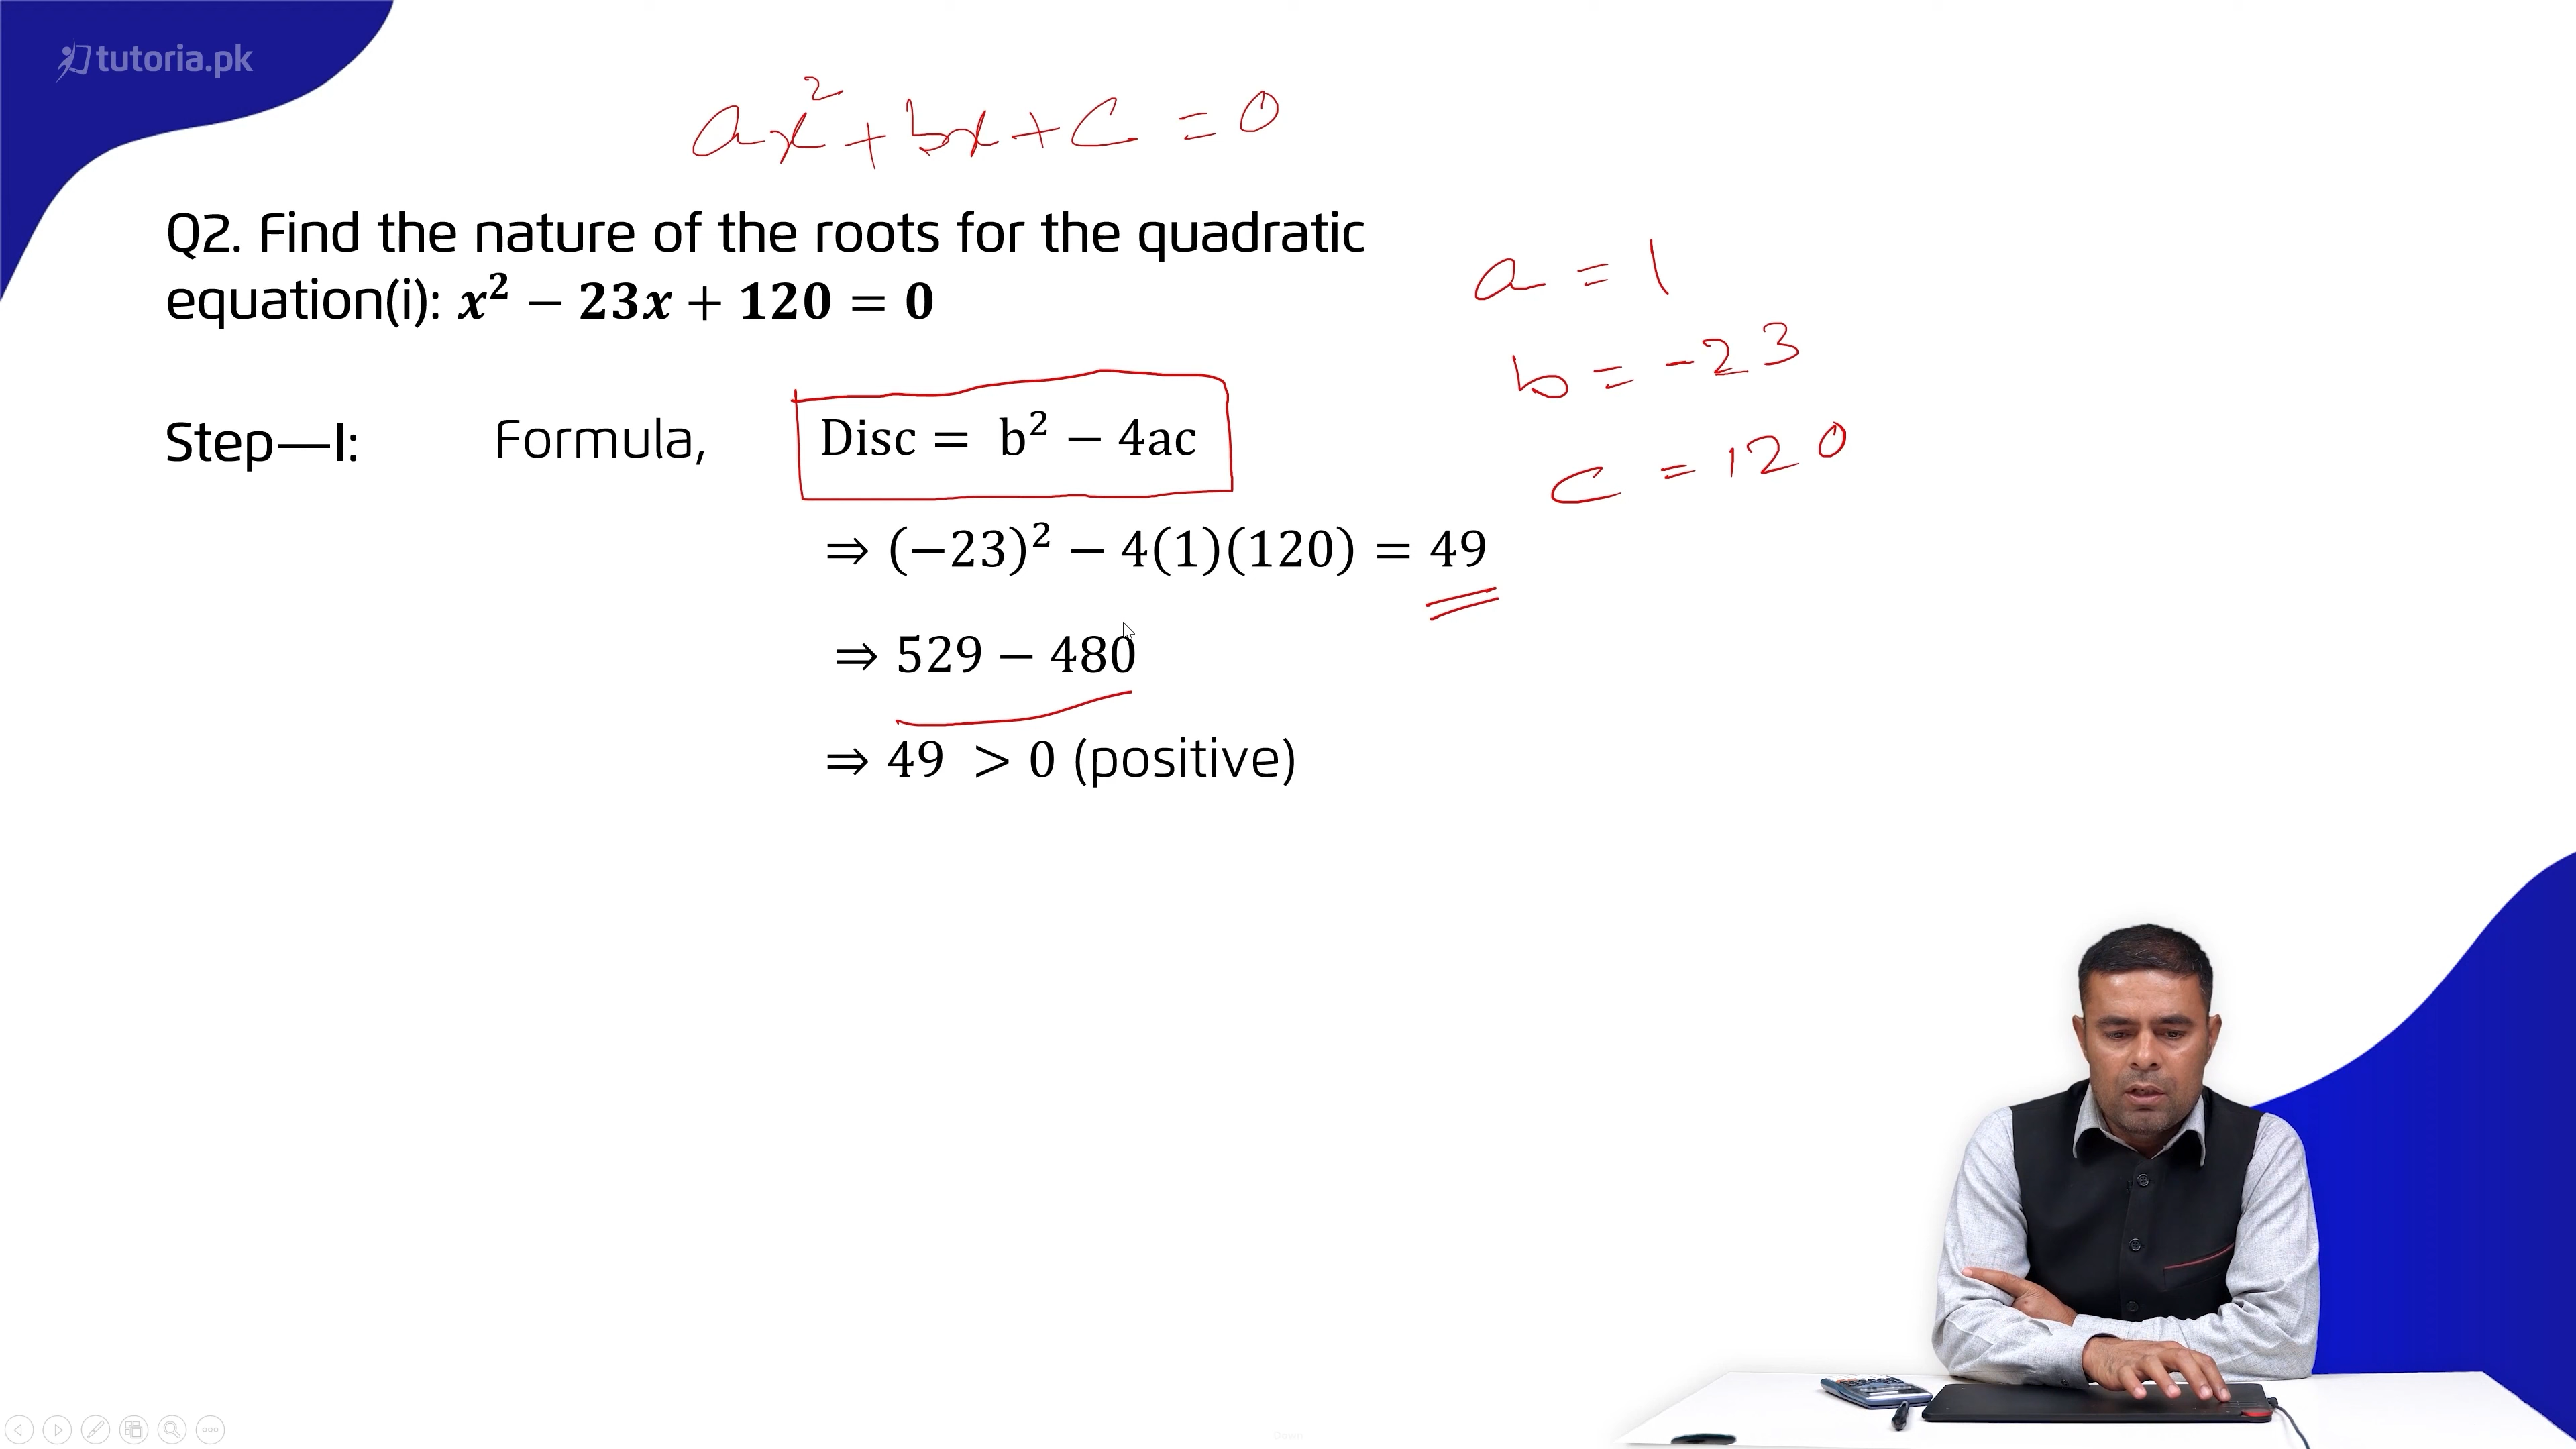 tutoria.pk
ax² + bx + c = 0
Q2. Find the nature of the roots for the quadratic
equation(i): x² − 23x + 120 = 0
a = 1
b = -23
c = 120
Step—I: Formula, Disc = b² − 4ac
⇒ (−23)² − 4(1)(120) = 49
⇒ 529 − 480
⇒ 49 > 0 (positive)